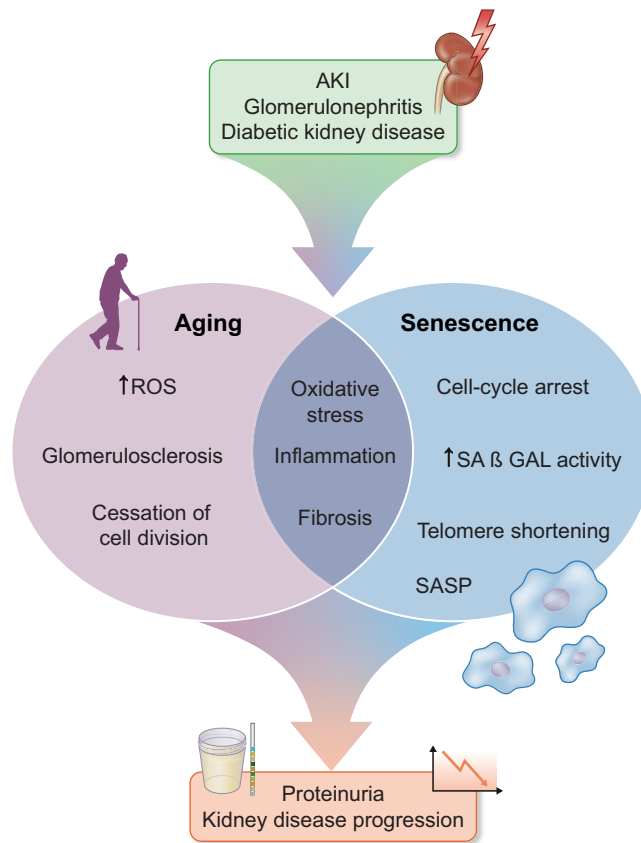 AKI
Glomerulonephritis
Diabetic kidney disease
Aging
Senescence
↑ROS
Glomerulosclerosis
Cessation of
cell division
Oxidative
stress
Inflammation
Fibrosis
Cell-cycle arrest
↑SA ß GAL activity
Telomere shortening
SASP
Proteinuria
Kidney disease progression